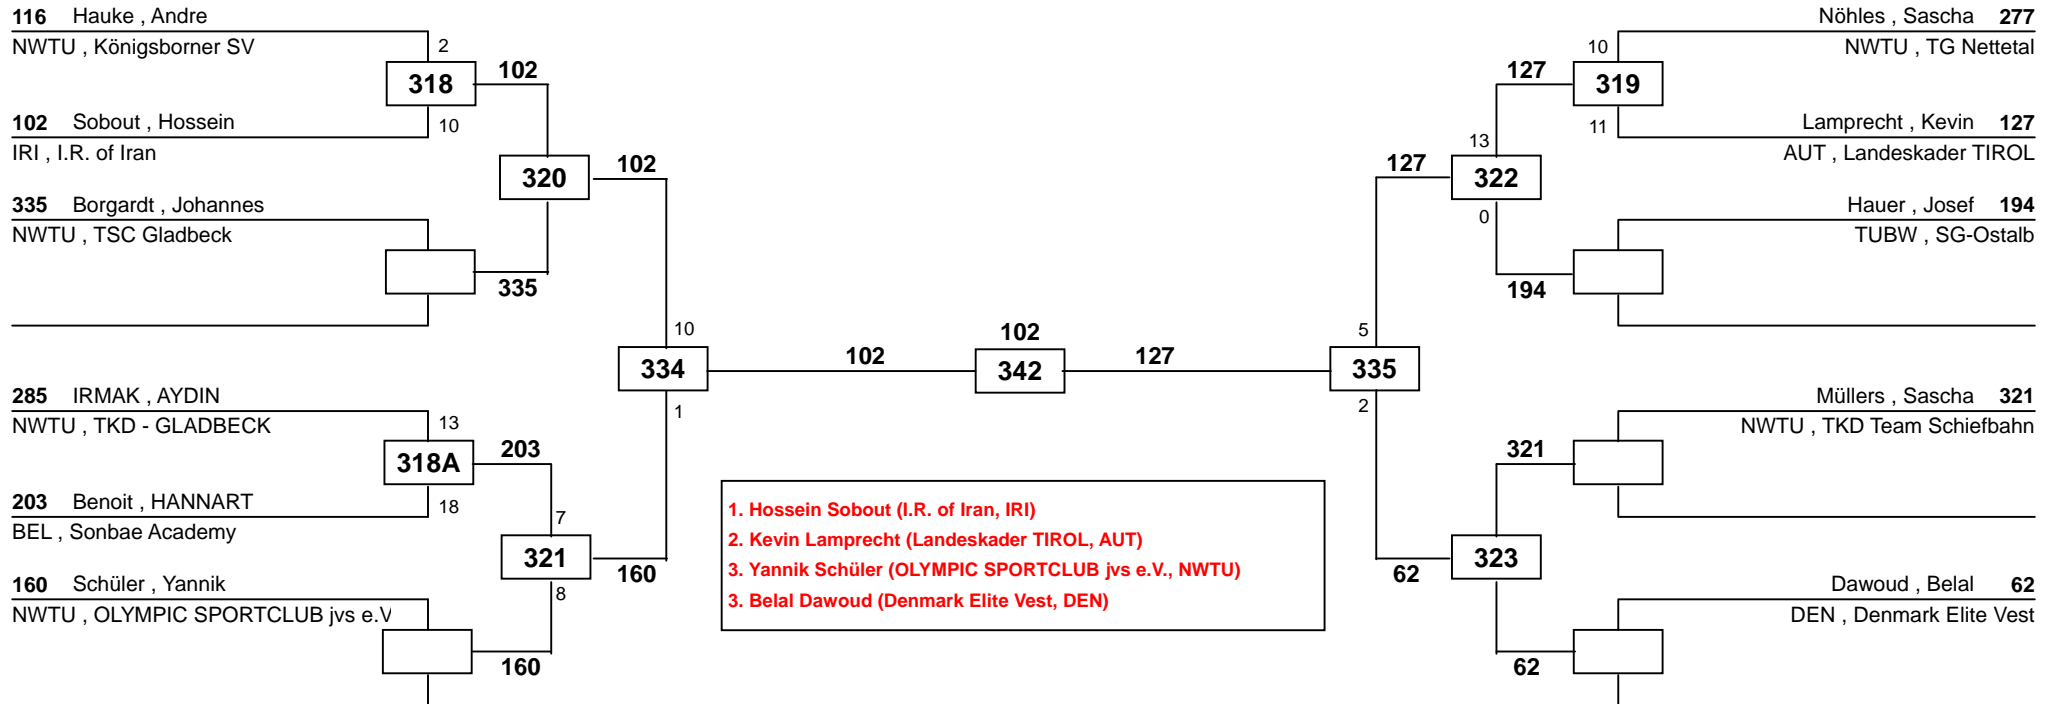 116 Hauke , Andre
NWTU , Königsborner SV
2
318
102
102 Sobout , Hossein
10
IRI , I.R. of Iran
320
102
335 Borgardt , Johannes
NWTU , TSC Gladbeck
335
285 IRMAK , AYDIN
NWTU , TKD - GLADBECK
13
318A
203
203 Benoit , HANNART
18
BEL , Sonbae Academy
7
321
160
8
160 Schüler , Yannik
NWTU , OLYMPIC SPORTCLUB jvs e.V
160
10
334
1
102
102
342
127
1. Hossein Sobout (I.R. of Iran, IRI)
2. Kevin Lamprecht (Landeskader TIROL, AUT)
3. Yannik Schüler (OLYMPIC SPORTCLUB jvs e.V., NWTU)
3. Belal Dawoud (Denmark Elite Vest, DEN)
5
335
2
Nöhles , Sascha 277
NWTU , TG Nettetal
10
127
319
11
Lamprecht , Kevin 127
AUT , Landeskader TIROL
13
127
322
0
Hauer , Josef 194
TUBW , SG-Ostalb
194
Müllers , Sascha 321
NWTU , TKD Team Schiefbahn
321
323
62
Dawoud , Belal 62
DEN , Denmark Elite Vest
62